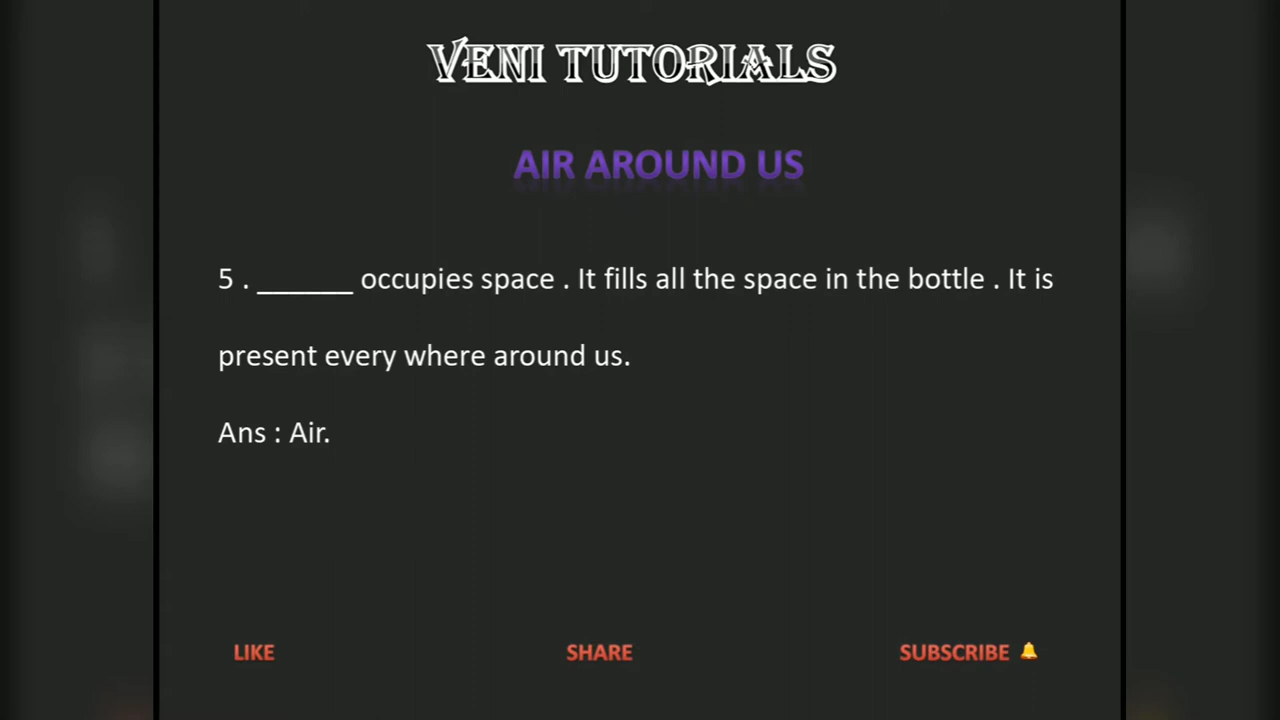 VENI TUTORIALS
AIR AROUND US
5 . ______ occupies space . It fills all the space in the bottle . It is
present every where around us.
Ans : Air.
LIKE SHARE SUBSCRIBE 🔔